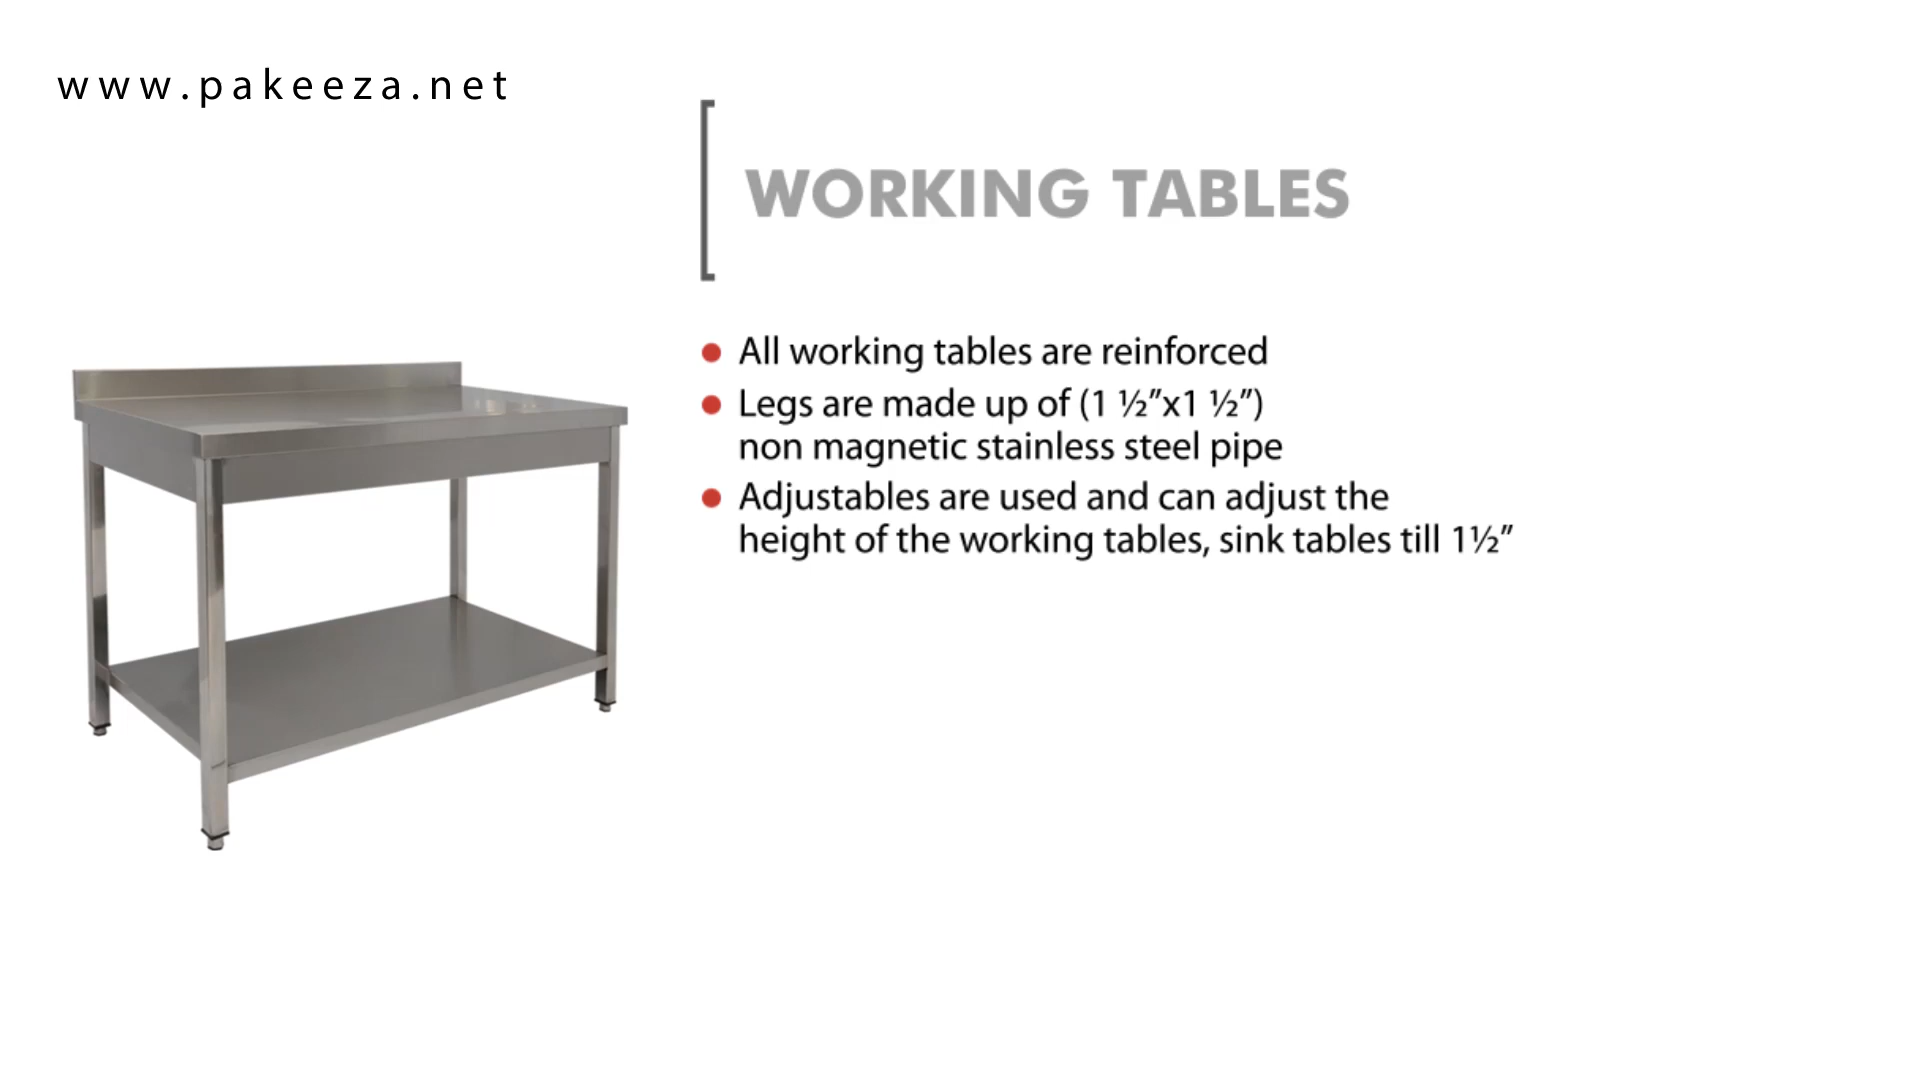 www.pakeeza.net
WORKING TABLES
All working tables are reinforced
Legs are made up of (1 ½”x1 ½”)
non magnetic stainless steel pipe
Adjustables are used and can adjust the
height of the working tables, sink tables till 1½”